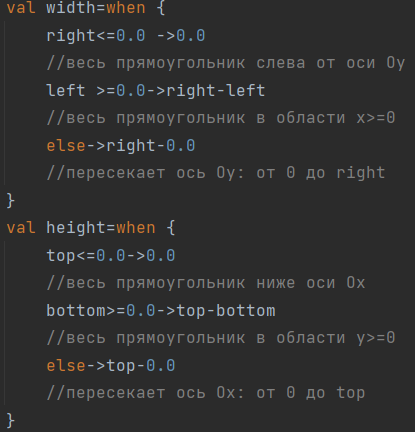 val width=when {
right<=0.0 ->0.0
//весь прямоугольник слева от оси Oy
left >=0.0->right-left
//весь прямоугольник в области x>=0
else->right-0.0
//пересекает ось Oy: от 0 до right
}
val height=when {
top<=0.0->0.0
//весь прямоугольник ниже оси Ox
bottom>=0.0->top-bottom
//весь прямоугольник в области y>=0
else->top-0.0
//пересекает ось Ox: от 0 до top
}